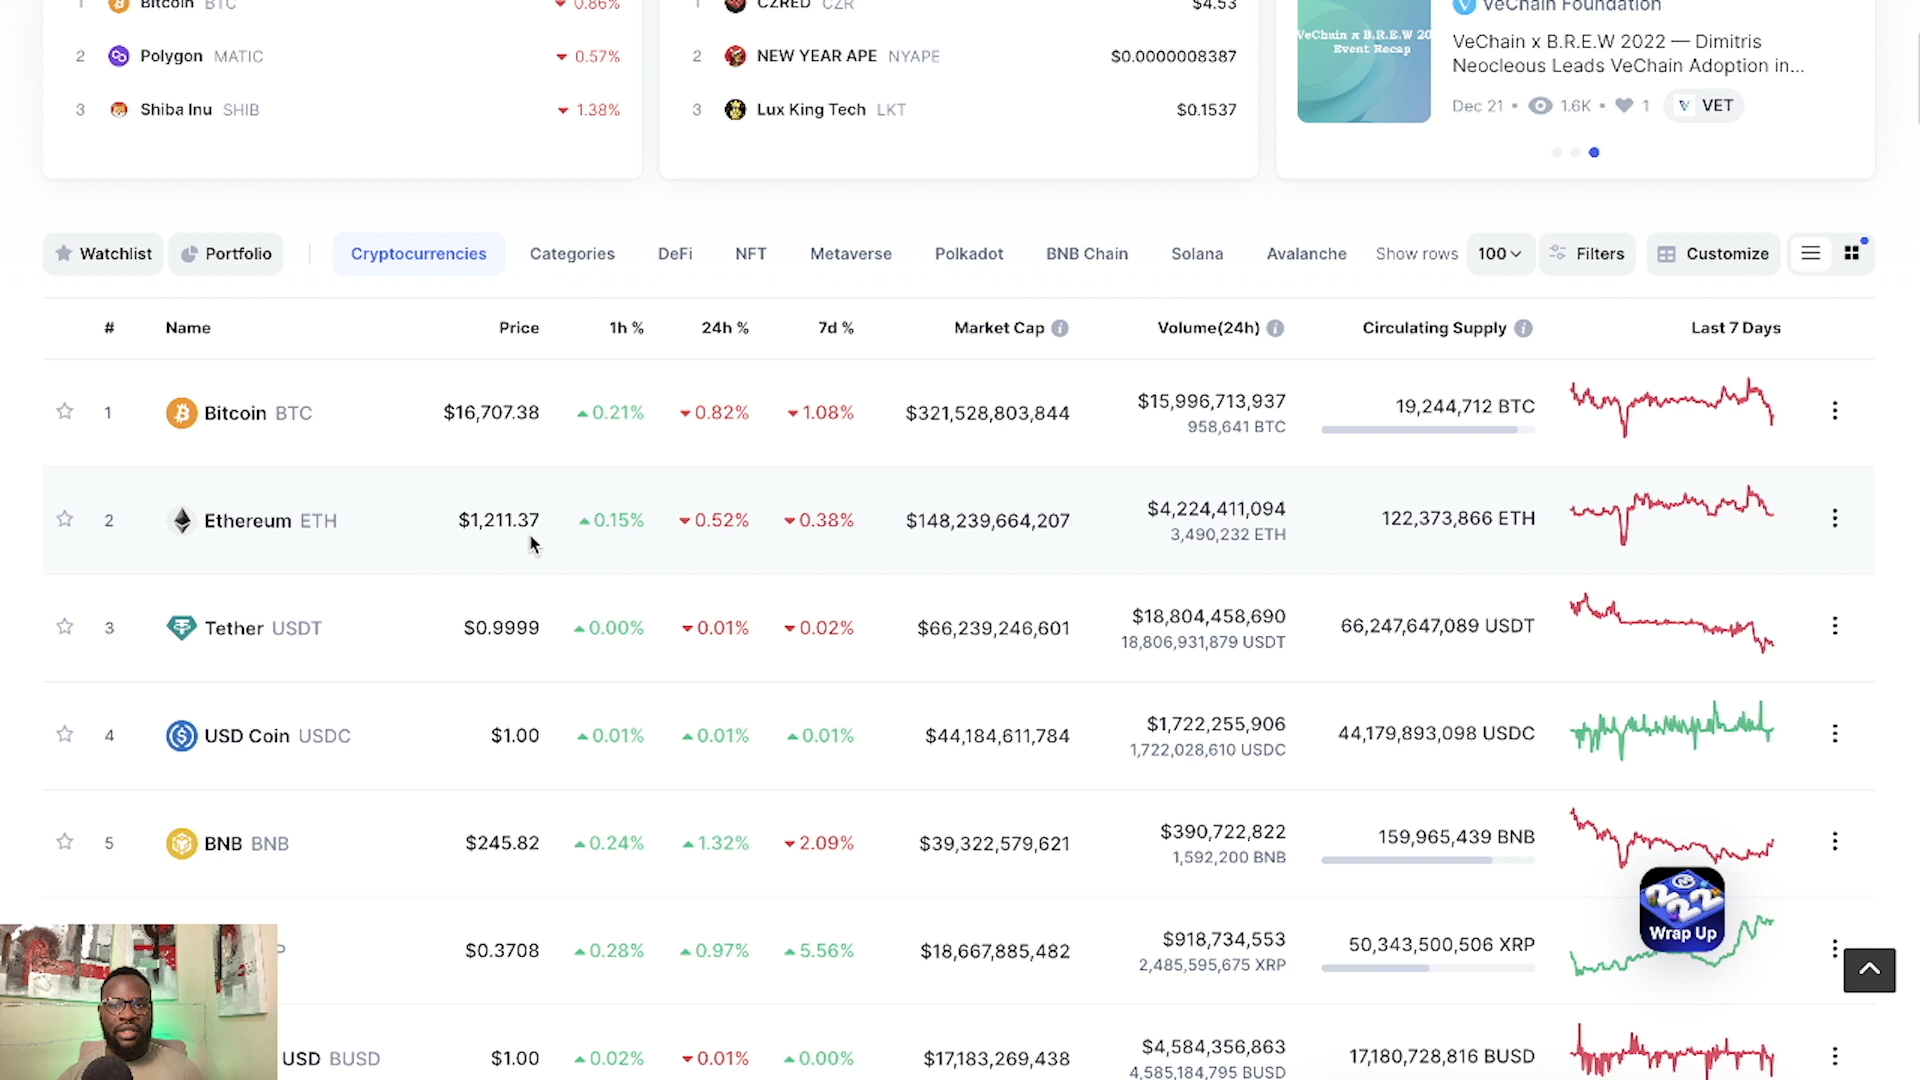 1 Bitcoin BTC 0.86%
2 Polygon MATIC 0.57%
3 Shiba Inu SHIB 1.38%
1 CZRED CZR $4.53
2 NEW YEAR APE NYAPE $0.0000008387
3 Lux King Tech LKT $0.1537
VeChain x B.R.E.W 20
Event Recap
VeChain Foundation
VeChain x B.R.E.W 2022 — Dimitris
Neocleous Leads VeChain Adoption in...
Dec 21 • 1.6K • 1 VET
Watchlist Portfolio Cryptocurrencies Categories DeFi NFT Metaverse Polkadot BNB Chain Solana Avalanche Show rows 100 Filters Customize
# Name Price 1h % 24h % 7d % Market Cap Volume(24h) Circulating Supply Last 7 Days
1 Bitcoin BTC $16,707.38 0.21% 0.82% 1.08% $321,528,803,844 $15,996,713,937 19,244,712 BTC
958,641 BTC
2 Ethereum ETH $1,211.37 0.15% 0.52% 0.38% $148,239,664,207 $4,224,411,094 122,373,866 ETH
3,490,232 ETH
3 Tether USDT $0.9999 0.00% 0.01% 0.02% $66,239,246,601 $18,804,458,690 66,247,647,089 USDT
18,806,931,879 USDT
4 USD Coin USDC $1.00 0.01% 0.01% 0.01% $44,184,611,784 $1,722,255,906 44,179,893,098 USDC
1,722,028,610 USDC
5 BNB BNB $245.82 0.24% 1.32% 2.09% $39,322,579,621 $390,722,822 159,965,439 BNB
1,592,200 BNB
2022
Wrap Up
P $0.3708 0.28% 0.97% 5.56% $18,667,885,482 $918,734,553 50,343,500,506 XRP
2,485,595,675 XRP
USD BUSD $1.00 0.02% 0.01% 0.00% $17,183,269,438 $4,584,356,863 17,180,728,816 BUSD
4,585,184,795 BUSD